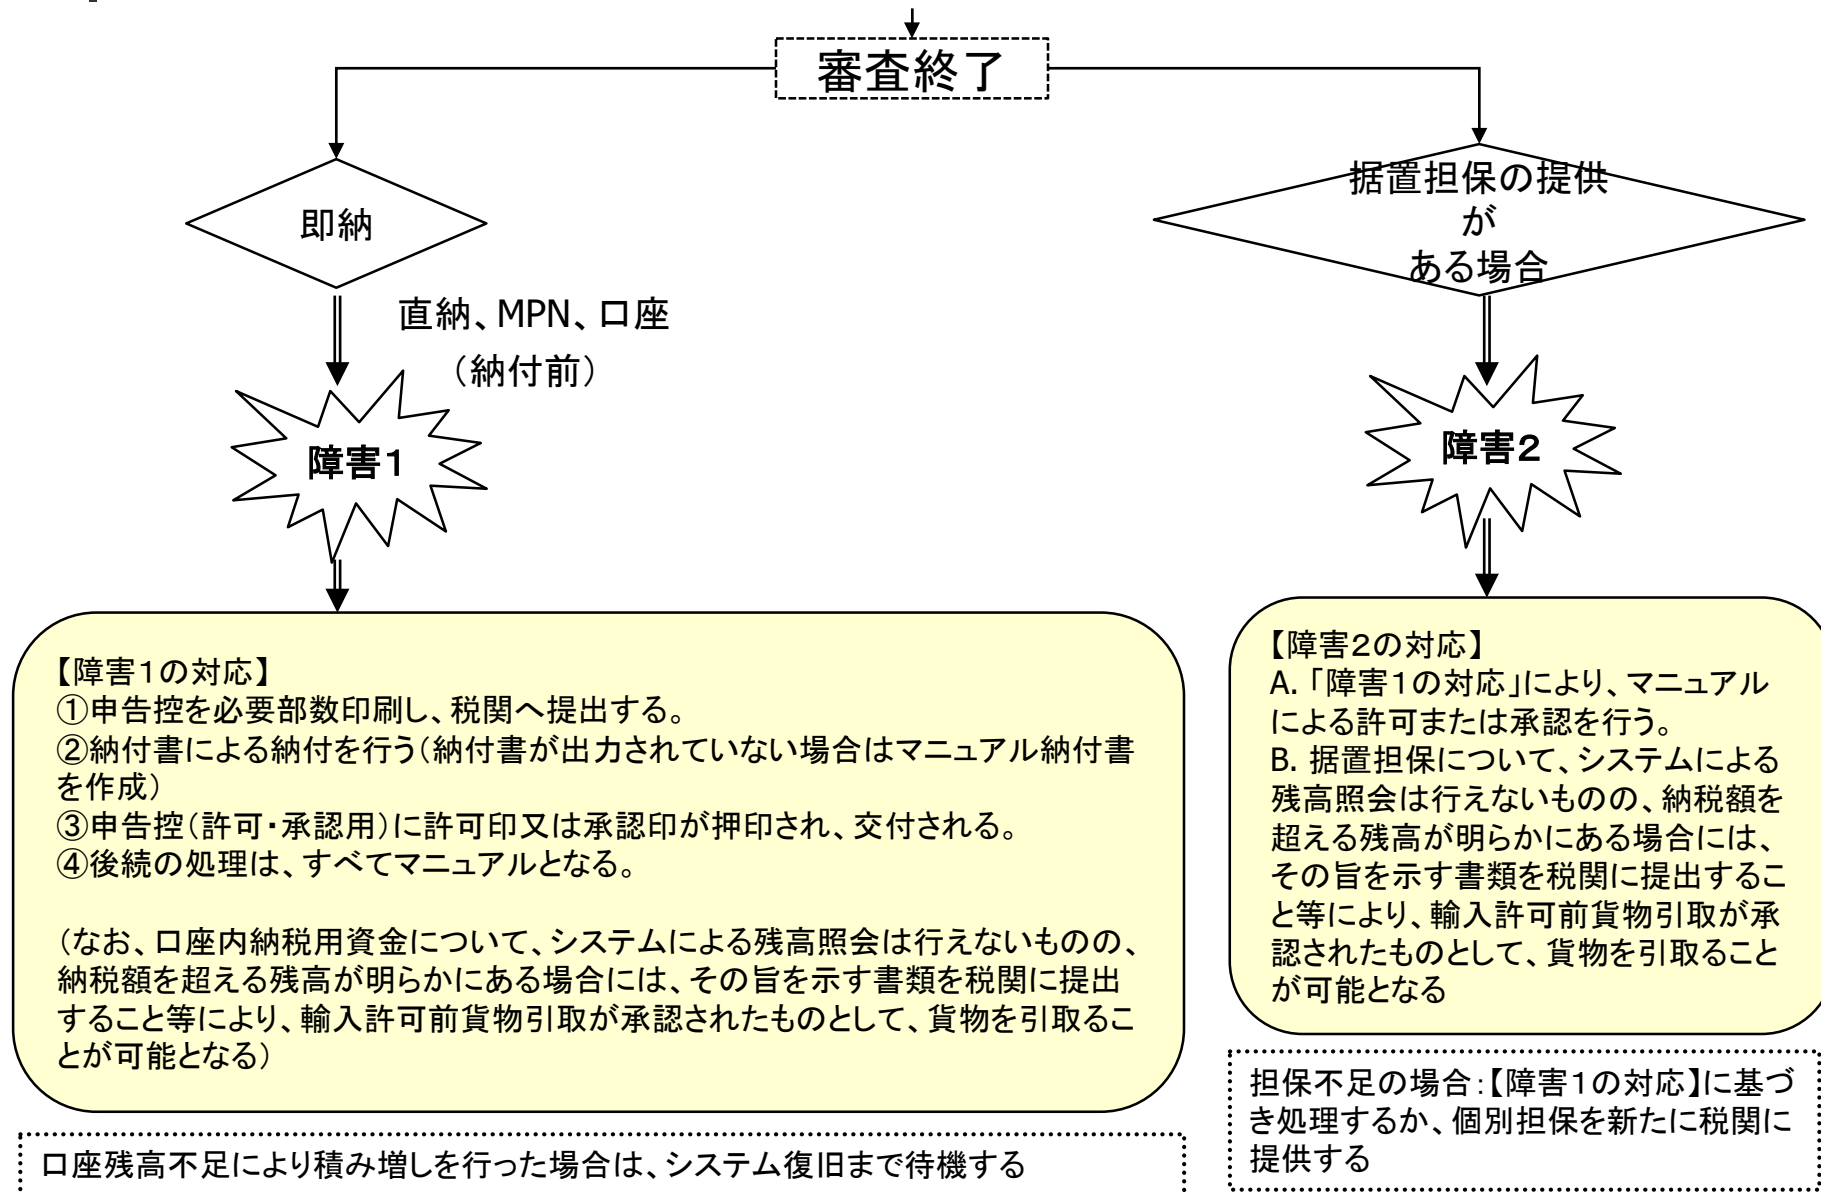 審査終了
即納
直納、MPN、口座
（納付前）
障害１
【障害１の対応】
①申告控を必要部数印刷し、税関へ提出する。
②納付書による納付を行う（納付書が出力されていない場合はマニュアル納付書
を作成）
③申告控（許可・承認用）に許可印又は承認印が押印され、交付される。
④後続の処理は、すべてマニュアルとなる。
（なお、口座内納税用資金について、システムによる残高照会は行えないものの、
納税額を超える残高が明らかにある場合には、その旨を示す書類を税関に提出
すること等により、輸入許可前貨物引取が承認されたものとして、貨物を引取るこ
とが可能となる）
口座残高不足により積み増しを行った場合は、システム復旧まで待機する
据置担保の提供
が
ある場合
障害２
【障害２の対応】
A. 「障害１の対応」により、マニュアル
による許可または承認を行う。
B. 据置担保について、システムによる
残高照会は行えないものの、納税額を
超える残高が明らかにある場合には、
その旨を示す書類を税関に提出するこ
と等により、輸入許可前貨物引取が承
認されたものとして、貨物を引取ること
が可能となる
担保不足の場合：【障害１の対応】に基づ
き処理するか、個別担保を新たに税関に
提供する